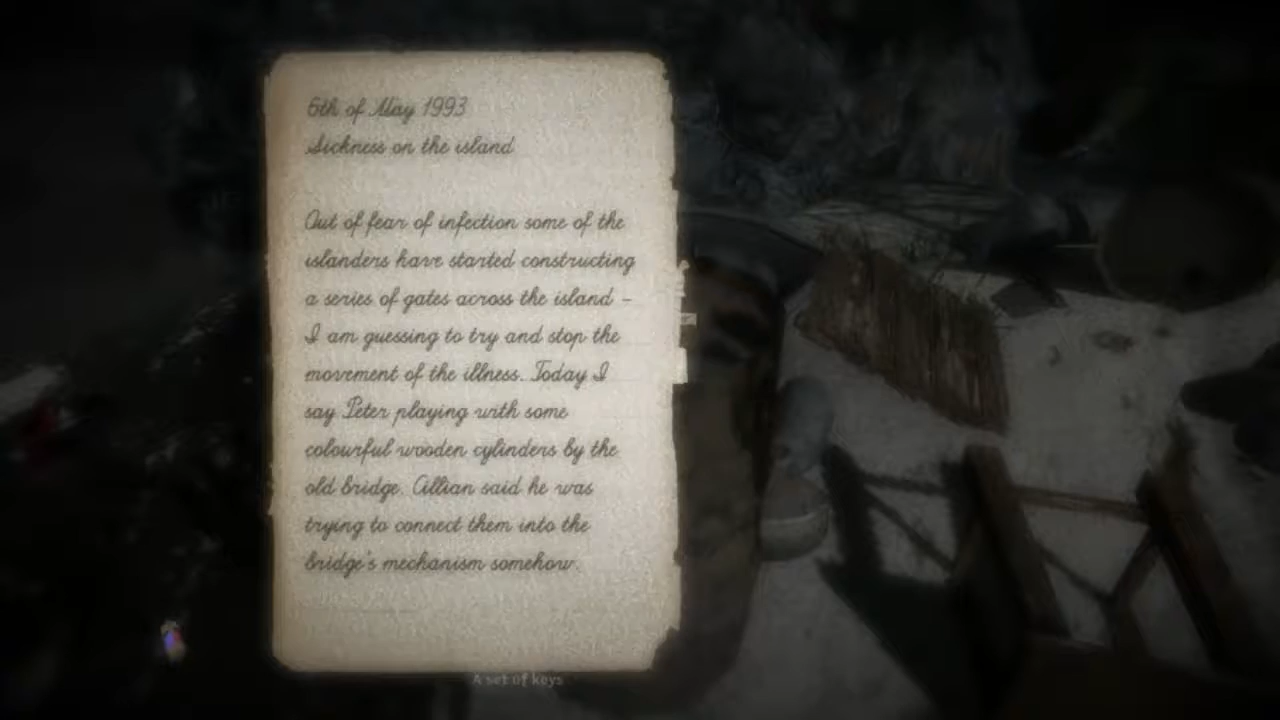 6th of May 1993
Sickness on the island
Out of fear of infection some of the
islanders have started constructing
a series of gates across the island –
I am guessing to try and stop the
movement of the illness. Today I
say Peter playing with some
colourful wooden cylinders by the
old bridge. Cillian said he was
trying to connect them into the
bridge's mechanism somehow.
A set of keys